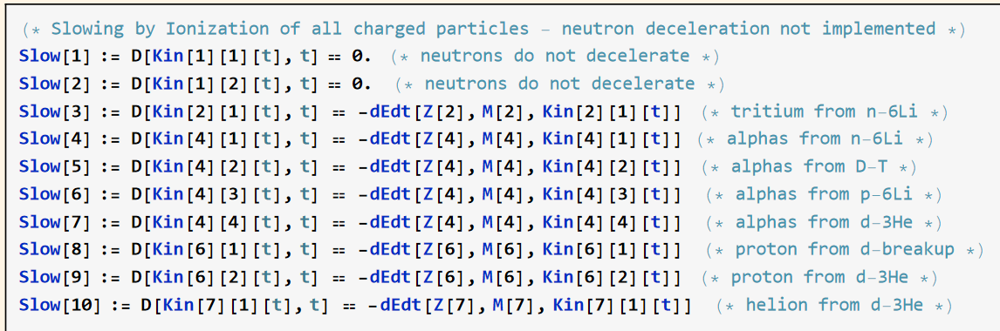 (* Slowing by Ionization of all charged particles – neutron deceleration not implemented *)
Slow[1] := D[Kin[1][1][t], t] == 0. (* neutrons do not decelerate *)
Slow[2] := D[Kin[1][2][t], t] == 0. (* neutrons do not decelerate *)
Slow[3] := D[Kin[2][1][t], t] == -dEdt[Z[2], M[2], Kin[2][1][t]] (* tritium from n-6Li *)
Slow[4] := D[Kin[4][1][t], t] == -dEdt[Z[4], M[4], Kin[4][1][t]] (* alphas from n-6Li *)
Slow[5] := D[Kin[4][2][t], t] == -dEdt[Z[4], M[4], Kin[4][2][t]] (* alphas from D-T *)
Slow[6] := D[Kin[4][3][t], t] == -dEdt[Z[4], M[4], Kin[4][3][t]] (* alphas from p-6Li *)
Slow[7] := D[Kin[4][4][t], t] == -dEdt[Z[4], M[4], Kin[4][4][t]] (* alphas from d-3He *)
Slow[8] := D[Kin[6][1][t], t] == -dEdt[Z[6], M[6], Kin[6][1][t]] (* proton from d-breakup *)
Slow[9] := D[Kin[6][2][t], t] == -dEdt[Z[6], M[6], Kin[6][2][t]] (* proton from d-3He *)
Slow[10] := D[Kin[7][1][t], t] == -dEdt[Z[7], M[7], Kin[7][1][t]] (* helion from d-3He *)